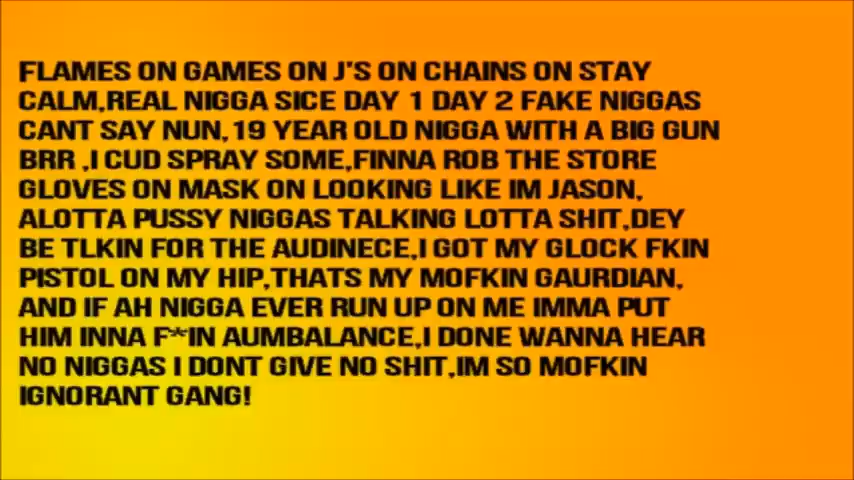 FLAMES ON GAMES ON J'S ON CHAINS ON STAY
CALM,REAL NIGGA SICE DAY 1 DAY 2 FAKE NIGGAS
CANT SAY NUN,19 YEAR OLD NIGGA WITH A BIG GUN
BRR ,I CUD SPRAY SOME,FINNA ROB THE STORE
GLOVES ON MASK ON LOOKING LIKE IM JASON,
ALOTTA PUSSY NIGGAS TALKING LOTTA SHIT,DEY
BE TLKIN FOR THE AUDINECE,I GOT MY GLOCK FKIN
PISTOL ON MY HIP,THATS MY MOFKIN GAURDIAN,
AND IF AH NIGGA EVER RUN UP ON ME IMMA PUT
HIM INNA F*IN AUMBALANCE,I DONE WANNA HEAR
NO NIGGAS I DONT GIVE NO SHIT,IM SO MOFKIN
IGNORANT GANG!